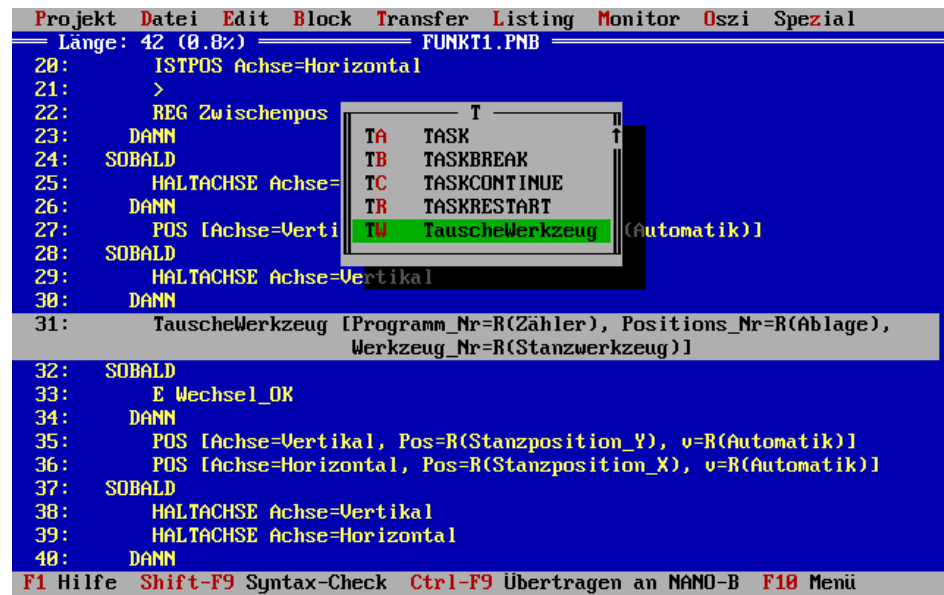 Projekt Datei Edit Block Transfer Listing Monitor Oszi Spezial
Länge: 42 (0.8%) FUNKT1.PNB
20: ISTPOS Achse=Horizontal
21: >
22: REG Zwischenpos
T
23: DANN
TA TASK ↑
24: SOBALD
TB TASKBREAK
25: HALTACHSE Achse=
TC TASKCONTINUE
26: DANN
TR TASKRESTART
27: POS [Achse=Verti
TW TauscheWerkzeug
(Automatik)]
28: SOBALD
29: HALTACHSE Achse=Vertikal
30: DANN
31: TauscheWerkzeug [Programm_Nr=R(Zähler), Positions_Nr=R(Ablage),
Werkzeug_Nr=R(Stanzwerkzeug)]
32: SOBALD
33: E Wechsel_OK
34: DANN
35: POS [Achse=Vertikal, Pos=R(Stanzposition_Y), v=R(Automatik)]
36: POS [Achse=Horizontal, Pos=R(Stanzposition_X), v=R(Automatik)]
37: SOBALD
38: HALTACHSE Achse=Vertikal
39: HALTACHSE Achse=Horizontal
40: DANN
F1 Hilfe Shift-F9 Syntax-Check Ctrl-F9 Übertragen an NANO-B F10 Menü